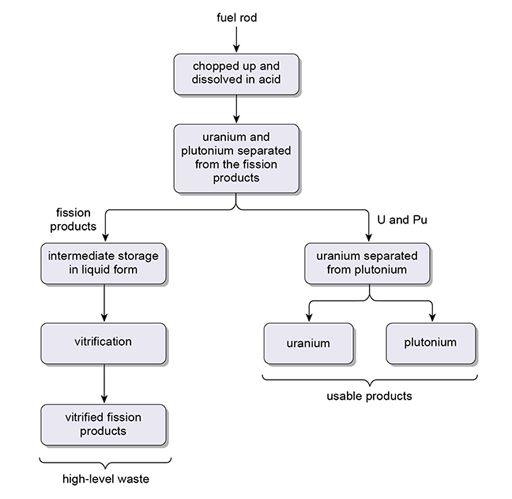 fuel rod
chopped up and
dissolved in acid
uranium and
plutonium separated
from the fission
products
fission
products
U and Pu
intermediate storage
in liquid form
uranium separated
from plutonium
vitrification
uranium
plutonium
usable products
vitrified fission
products
high-level waste